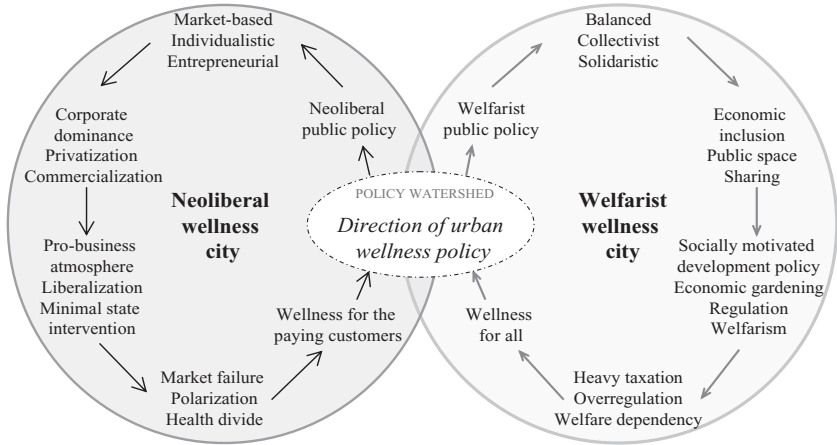 Market-based
Individualistic
Entrepreneurial
Neoliberal
public policy
Corporate
dominance
Privatization
Commercialization
Neoliberal
wellness
city
Pro-business
atmosphere
Liberalization
Minimal state
intervention
Market failure
Polarization
Health divide
Wellness for the
paying customers
POLICY WATERSHED
Direction of urban
wellness policy
Balanced
Collectivist
Solidaristic
Welfarist
public policy
Economic
inclusion
Public space
Sharing
Welfarist
wellness
city
Socially motivated
development policy
Economic gardening
Regulation
Welfarism
Heavy taxation
Overregulation
Welfare dependency
Wellness
for all